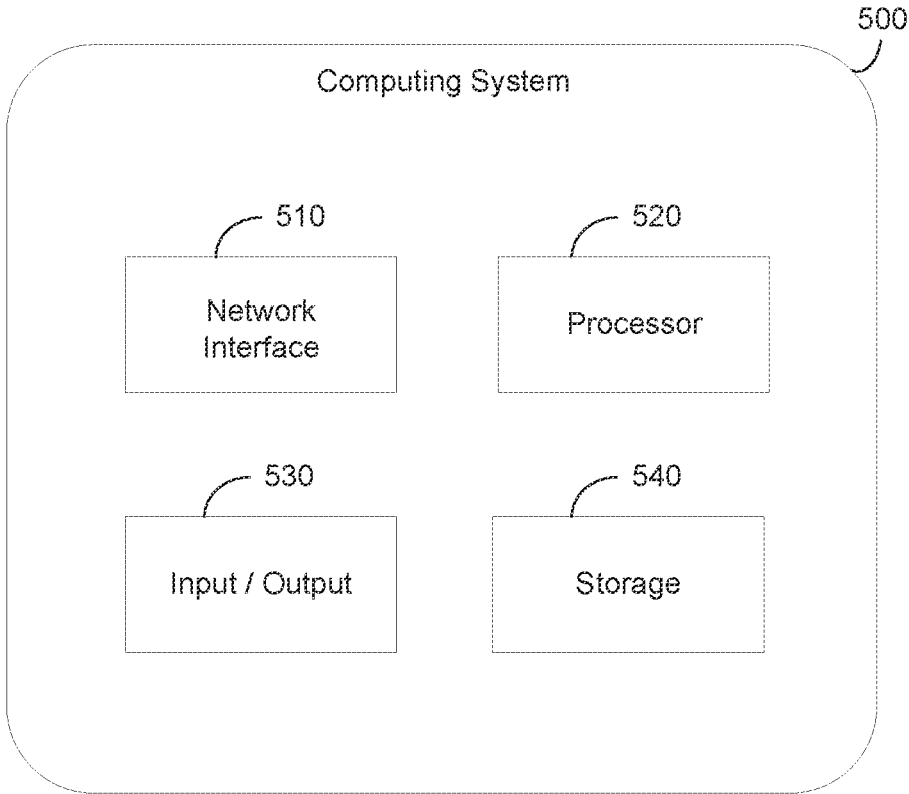 500
Computing System
510
Network
Interface
520
Processor
530
Input / Output
540
Storage